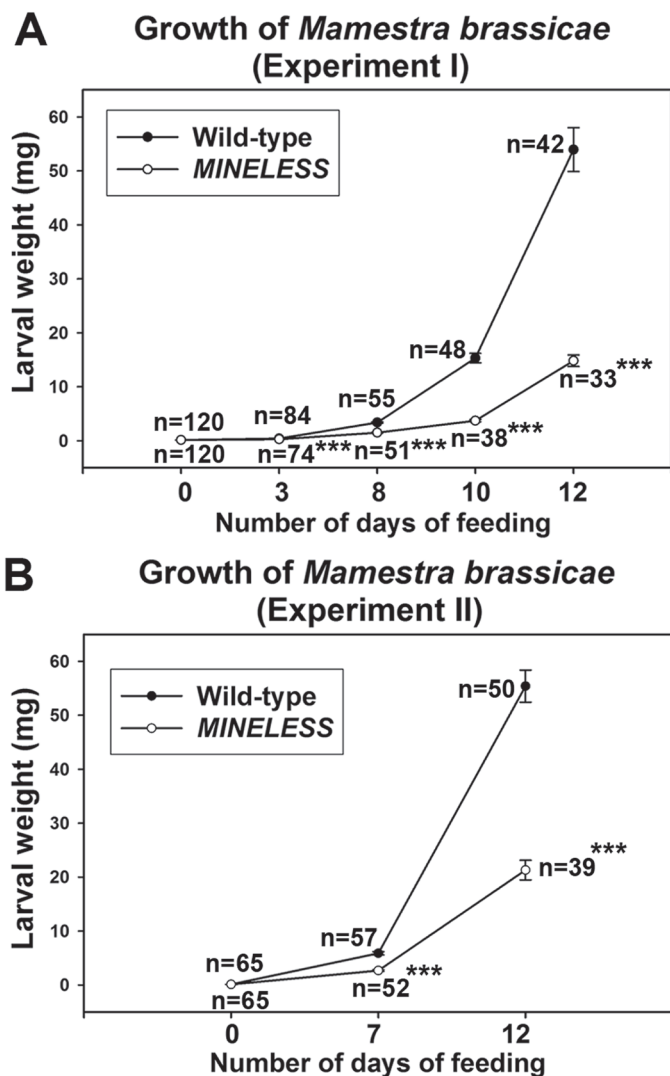 A
Growth of Mamestra brassicae
(Experiment I)
Larval weight (mg)
60
50
40
30
20
10
0
Wild-type
MINELESS
n=120
n=120
n=84
n=74***
n=55
n=51***
n=48
n=38***
n=42
n=33***
0 3 8 10 12
Number of days of feeding
B
Growth of Mamestra brassicae
(Experiment II)
Larval weight (mg)
60
50
40
30
20
10
0
Wild-type
MINELESS
n=65
n=65
n=57
n=52***
n=50
n=39***
0 7 12
Number of days of feeding